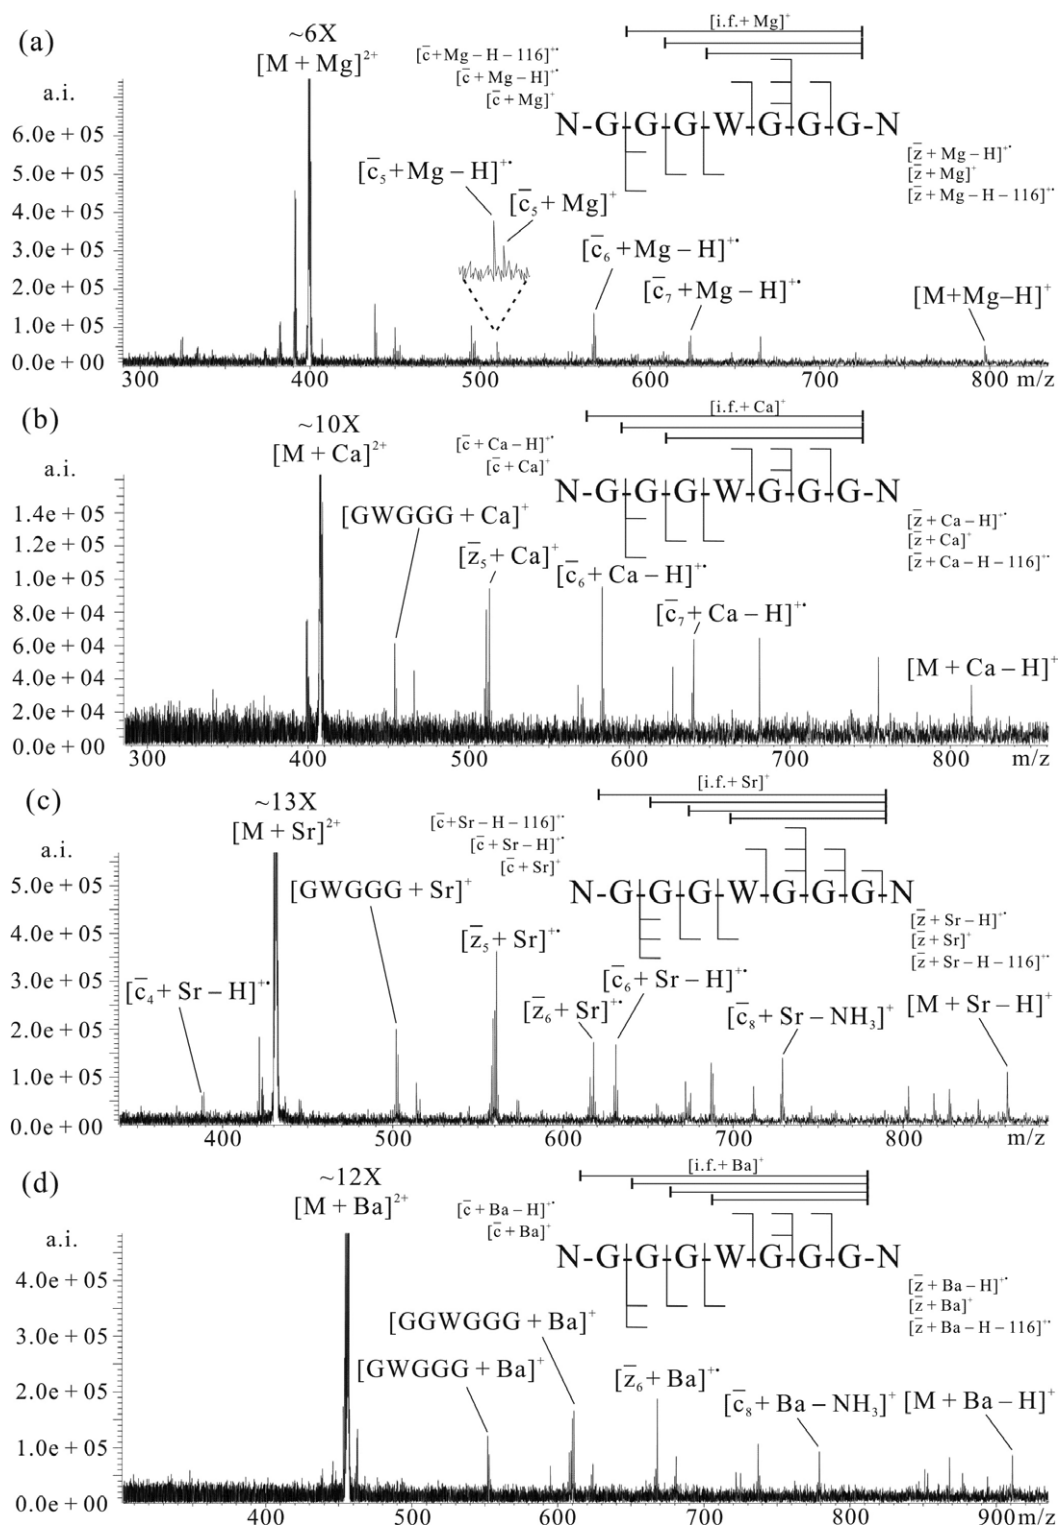 (a)
~6X
[M + Mg]²⁺
a.i.
6.0e + 05
5.0e + 05
4.0e + 05
3.0e + 05
2.0e + 05
1.0e + 05
0.0e + 00
[c̄+Mg–H–116]⁺•
[c̄+Mg–H]⁺•
[c̄+Mg]⁺
[i.f.+Mg]⁺
N-G-G-G-W-G-G-G-N
[z̄+Mg–H]⁺•
[z̄+Mg]⁺
[z̄+Mg–H–116]⁺•
[c̄₅+Mg–H]⁺•
[c̄₅+Mg]⁺
[c̄₆+Mg–H]⁺•
[c̄₇+Mg–H]⁺•
[M+Mg–H]⁺
300 400 500 600 700 800 m/z
(b)
~10X
[M + Ca]²⁺
a.i.
1.4e + 05
1.2e + 05
1.0e + 05
8.0e + 04
6.0e + 04
4.0e + 04
2.0e + 04
0.0e + 00
[c̄+Ca–H]⁺•
[c̄+Ca]⁺
[i.f.+Ca]⁺
N-G-G-G-W-G-G-G-N
[z̄+Ca–H]⁺•
[z̄+Ca]⁺
[z̄+Ca–H–116]⁺•
[GWGGG + Ca]⁺
[z̄₅+ Ca]⁺
[c̄₆+ Ca – H]⁺•
[c̄₇+ Ca – H]⁺•
[M + Ca – H]⁺
300 400 500 600 700 800 m/z
(c)
~13X
[M + Sr]²⁺
a.i.
5.0e + 05
4.0e + 05
3.0e + 05
2.0e + 05
1.0e + 05
0.0e + 00
[c̄+Sr–H–116]⁺•
[c̄+Sr–H]⁺•
[c̄+Sr]⁺
[i.f.+Sr]⁺
N-G-G-G-W-G-G-G-N
[z̄+Sr–H]⁺•
[z̄+Sr]⁺
[z̄+Sr–H–116]⁺•
[c̄₄+ Sr – H]⁺•
[GWGGG + Sr]⁺
[z̄₅+ Sr]⁺•
[z̄₆+ Sr]⁺•
[c̄₆+ Sr – H]⁺•
[c̄₈+ Sr – NH₃]⁺
[M + Sr – H]⁺
400 500 600 700 800 m/z
(d)
~12X
[M + Ba]²⁺
a.i.
4.0e + 05
3.0e + 05
2.0e + 05
1.0e + 05
0.0e + 00
[c̄+Ba–H]⁺•
[c̄+Ba]⁺
[i.f.+Ba]⁺
N-G-G-G-W-G-G-G-N
[z̄+Ba–H]⁺•
[z̄+Ba]⁺
[z̄+Ba–H–116]⁺•
[GGWGGG + Ba]⁺
[GWGGG + Ba]⁺
[z̄₆+ Ba]⁺•
[c̄₈+ Ba – NH₃]⁺
[M + Ba – H]⁺
400 500 600 700 800 900 m/z